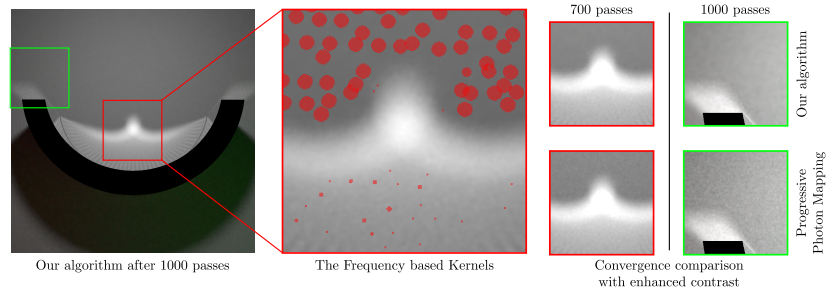 700 passes
1000 passes
Our algorithm
Progressive
Photon Mapping
Our algorithm after 1000 passes
The Frequency based Kernels
Convergence comparison
with enhanced contrast